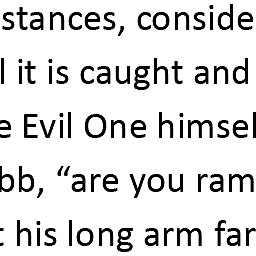 stances, conside
l it is caught and
e Evil One himsel
bb, “are you ram
t his long arm far